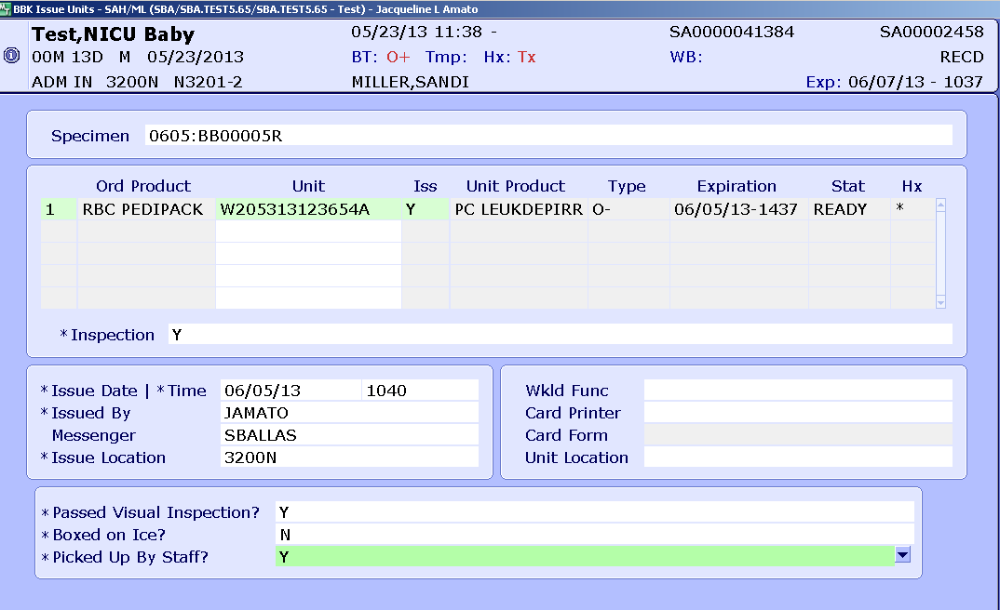 BBK Issue Units - SAH/ML (SBA/SBA.TEST5.65/SBA.TEST5.65 - Test) - Jacqueline L Amato
Test,NICU Baby 05/23/13 11:38 - SA0000041384 SA00002458
00M 13D M 05/23/2013 BT: O+ Tmp: Hx: Tx WB: RECD
ADM IN 3200N N3201-2 MILLER,SANDI Exp: 06/07/13 - 1037
Specimen 0605:BB00005R
Ord Product Unit Iss Unit Product Type Expiration Stat Hx
1 RBC PEDIPACK W205313123654A Y PC LEUKDEPIRR O- 06/05/13-1437 READY *
*Inspection Y
*Issue Date | *Time 06/05/13 1040
*Issued By JAMATO
Messenger SBALLAS
*Issue Location 3200N
Wkld Func
Card Printer
Card Form
Unit Location
*Passed Visual Inspection? Y
*Boxed on Ice? N
*Picked Up By Staff? Y